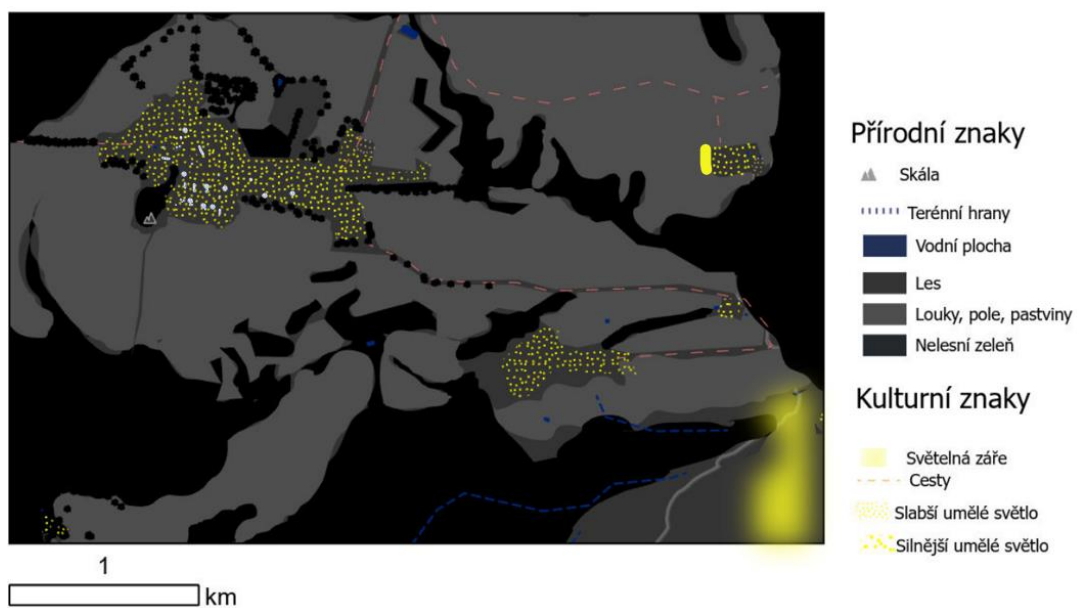 Přírodní znaky
Skála
Terénní hrany
Vodní plocha
Les
Louky, pole, pastviny
Nelesní zeleň
Kulturní znaky
Světelná záře
Cesty
Slabší umělé světlo
Silnější umělé světlo
1
km